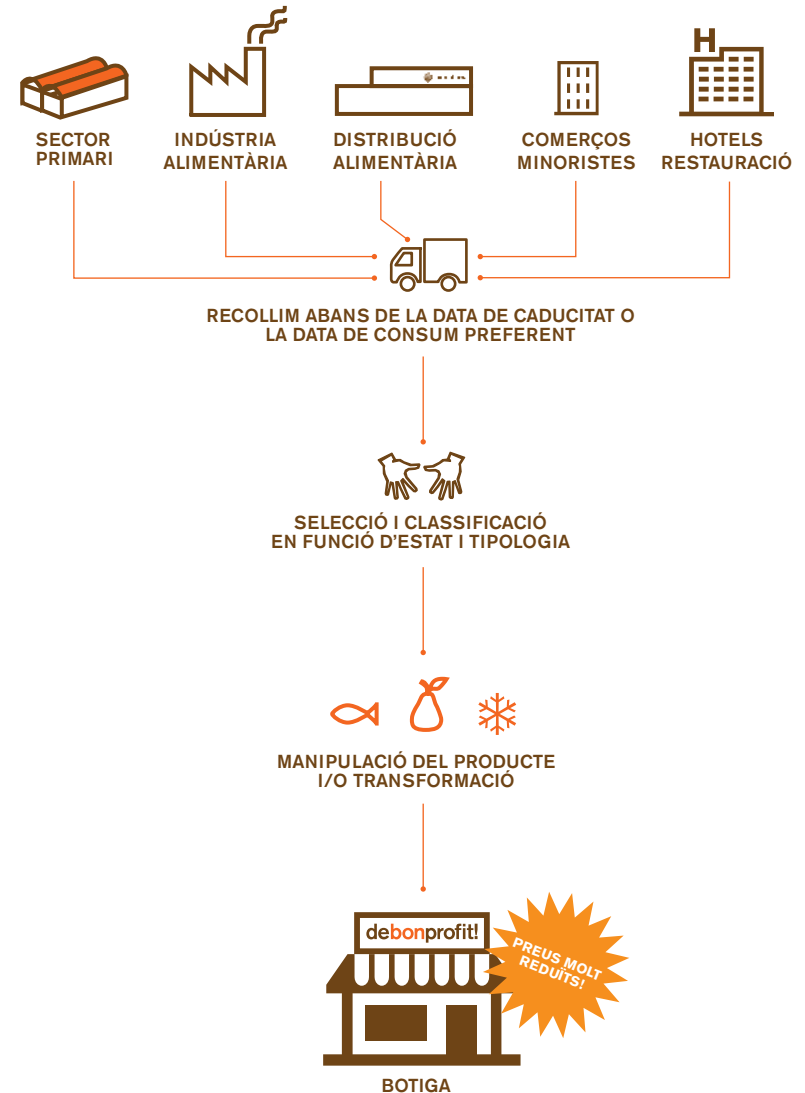 H
SECTOR
PRIMARI
INDÚSTRIA
ALIMENTÀRIA
DISTRIBUCIÓ
ALIMENTÀRIA
COMERÇOS
MINORISTES
HOTELS
RESTAURACIÓ
RECOLLIM ABANS DE LA DATA DE CADUCITAT O
LA DATA DE CONSUM PREFERENT
SELECCIÓ I CLASSIFICACIÓ
EN FUNCIÓ D'ESTAT I TIPOLOGIA
MANIPULACIÓ DEL PRODUCTE
I/O TRANSFORMACIÓ
debonprofit!
PREUS MOLT
REDUÏTS!
BOTIGA